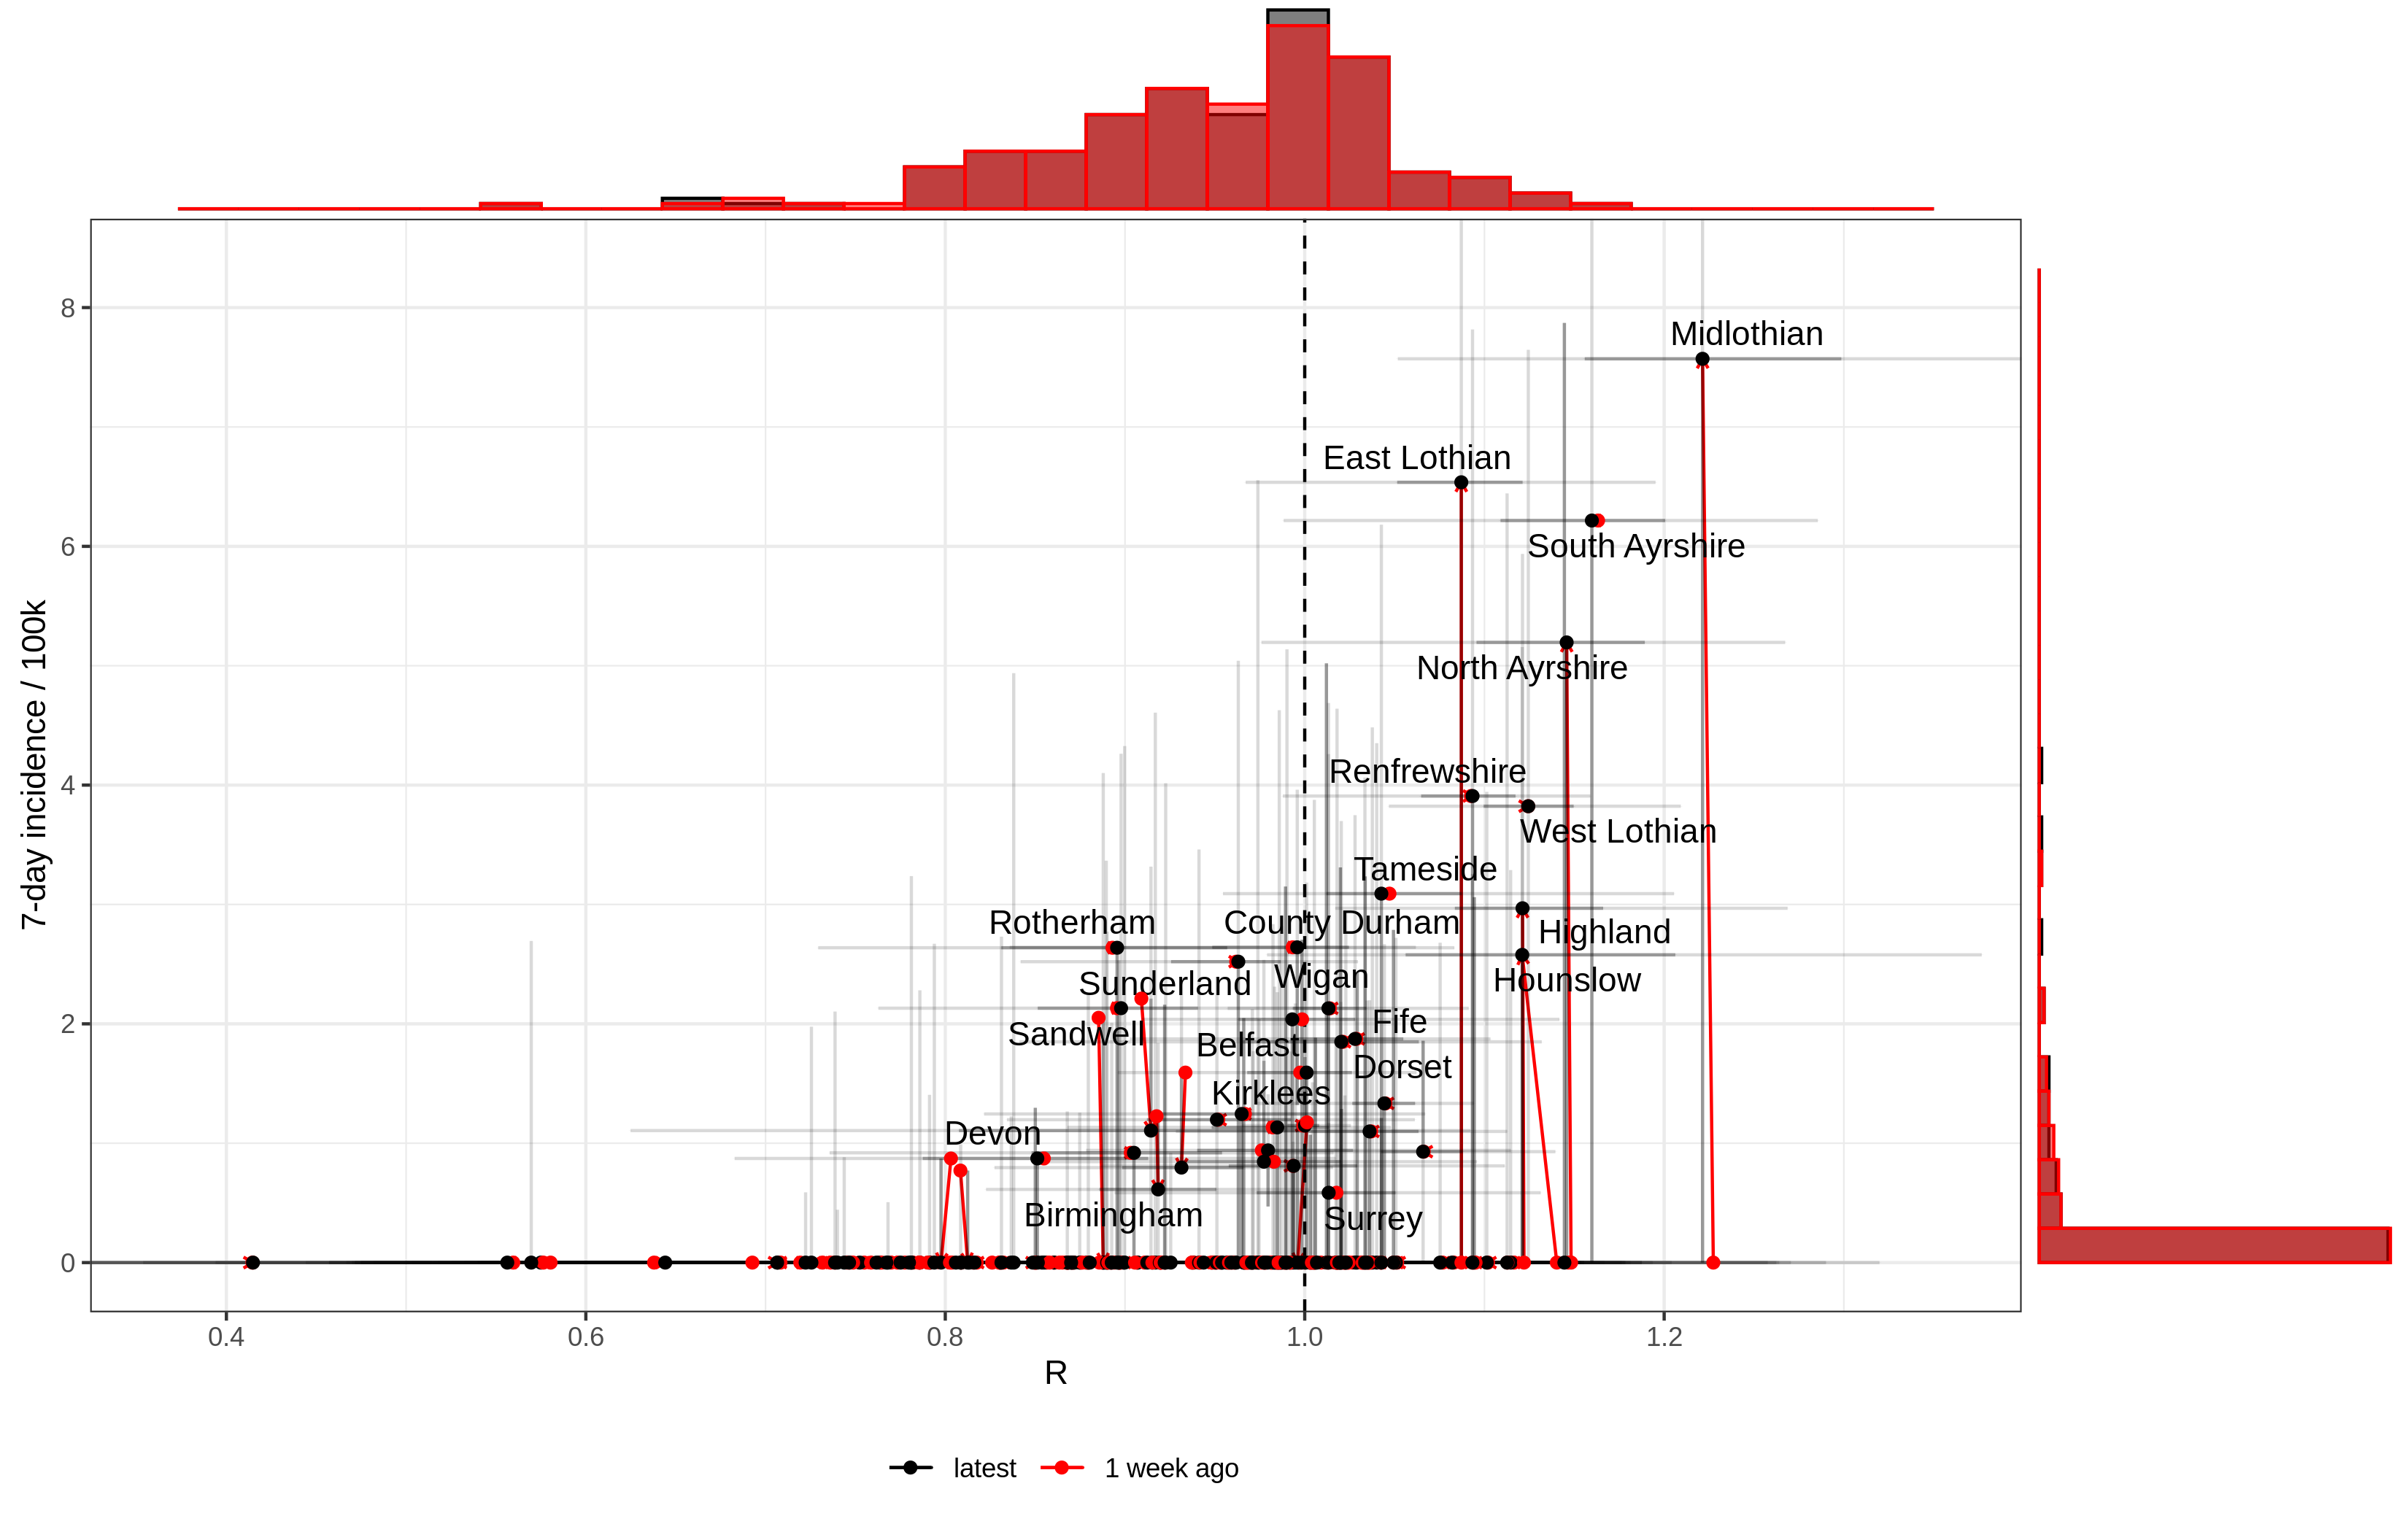 8
6
4
2
0
7-day incidence / 100k
Midlothian
East Lothian
South Ayrshire
North Ayrshire
Renfrewshire
West Lothian
Tameside
Rotherham
County Durham
Highland
Wigan
Sunderland
Hounslow
Fife
Sandwell
Belfast
Dorset
Kirklees
Devon
Birmingham
Surrey
0.4
0.6
0.8
1.0
1.2
R
latest
1 week ago